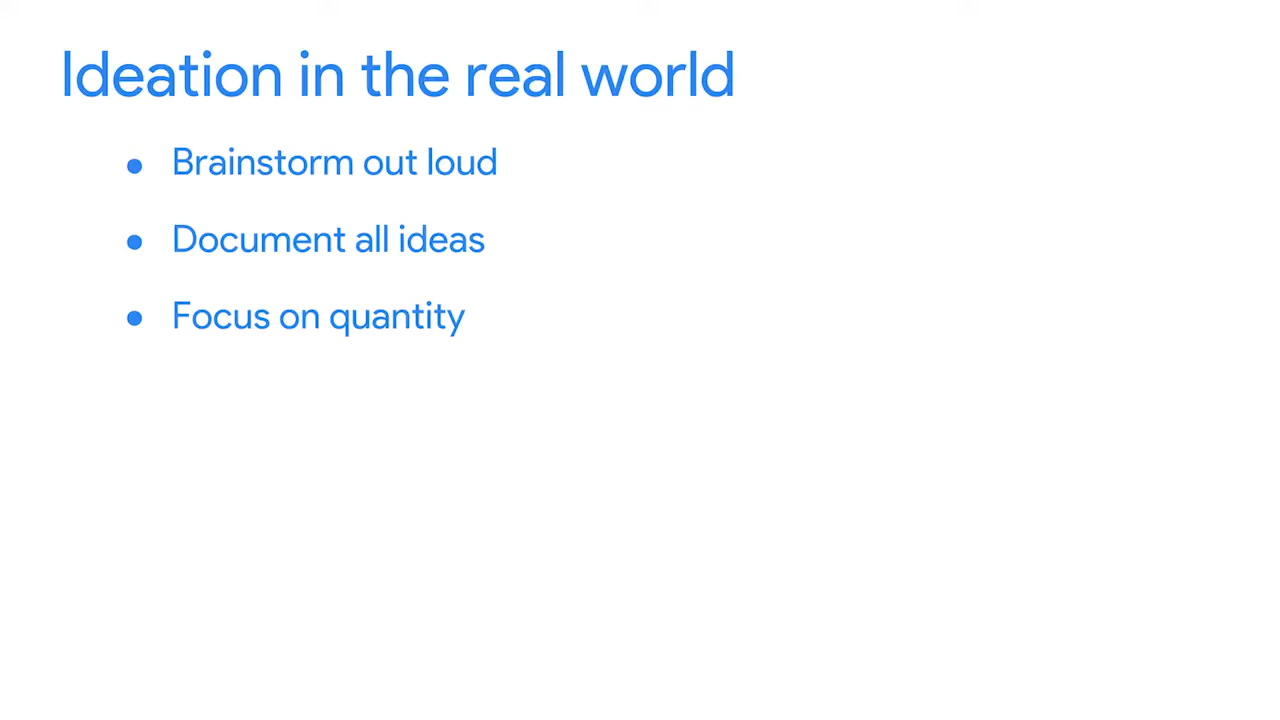 Ideation in the real world
● Brainstorm out loud
● Document all ideas
● Focus on quantity